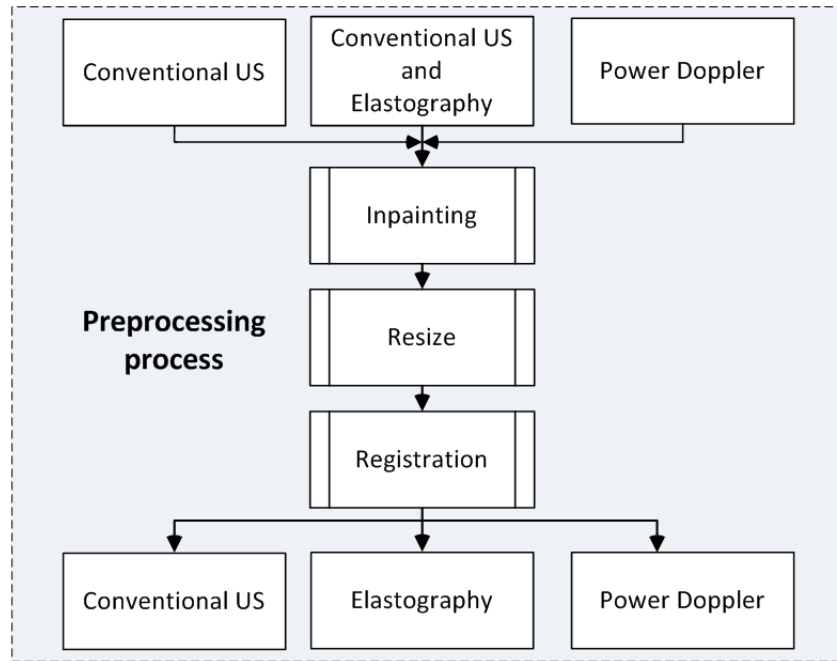 Conventional US
Conventional US
and
Elastography
Power Doppler
Inpainting
Preprocessing
process
Resize
Registration
Conventional US
Elastography
Power Doppler